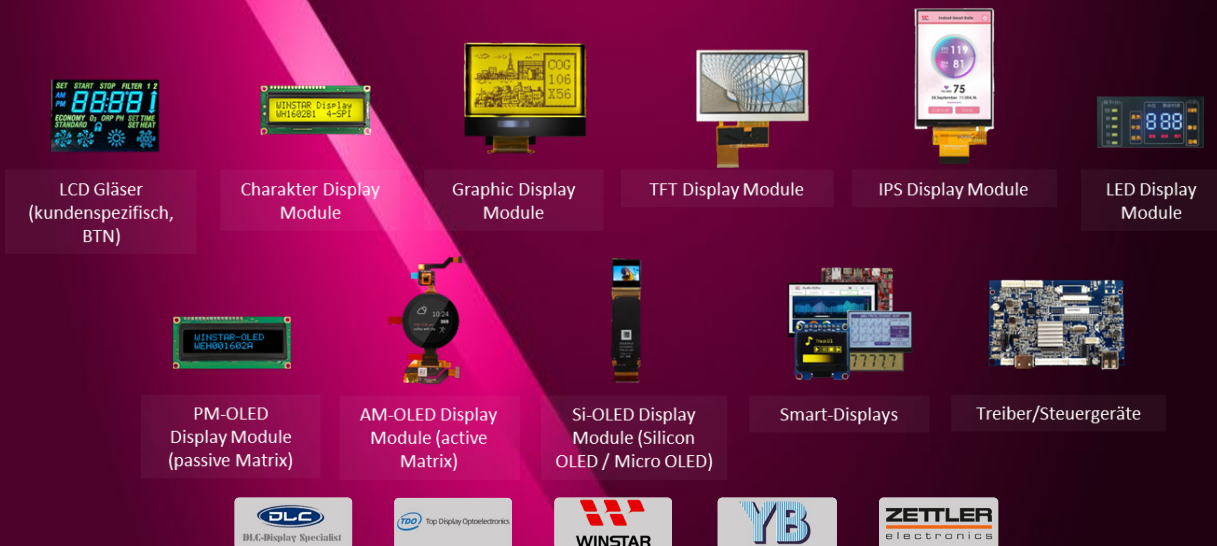 SET START STOP FILTER 1 2
AM
PM
88:88
ECONOMY O₃ ORP PH SET TIME
STANDARD SET HEAT
WINSTAR Display
WH1602B1 4-SPI
COG
106
X56
119
81
75
888
LCD Gläser
(kundenspezifisch,
BTN)
Charakter Display
Module
Graphic Display
Module
TFT Display Module
IPS Display Module
LED Display
Module
WINSTAR-OLED
WEH001602A
10:24
77777
PM-OLED
Display Module
(passive Matrix)
AM-OLED Display
Module (active
Matrix)
Si-OLED Display
Module (Silicon
OLED / Micro OLED)
Smart-Displays
Treiber/Steuergeräte
DLC
DLC-Display Specialist
TDO Top Display Optoelectronics
WINSTAR
YB
ZETTLER
electronics